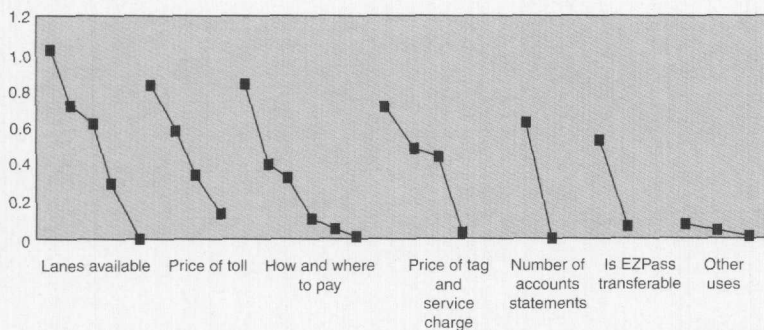 1.2
1.0
0.8
0.6
0.4
0.2
0
Lanes available
Price of toll
How and where
to pay
Price of tag
and
service
charge
Number of
accounts
statements
Is EZPass
transferable
Other
uses